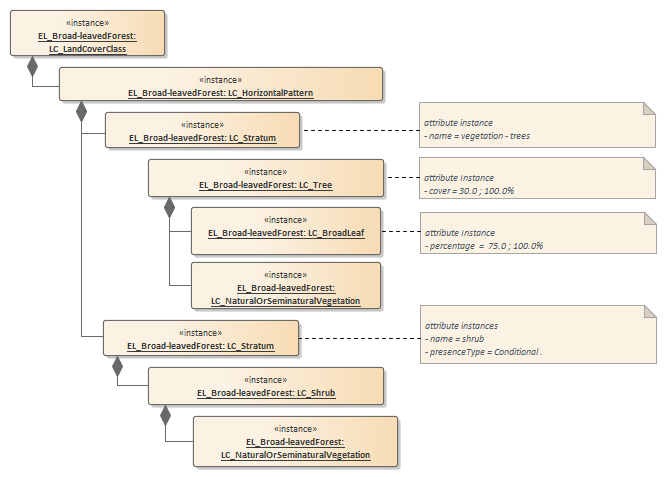 «instance»
EL_Broad-leavedForest:
LC_LandCoverClass
«instance»
EL_Broad-leavedForest: LC_HorizontalPattern
«instance»
EL_Broad-leavedForest: LC_Stratum
attribute instance
- name = vegetation - trees
«instance»
EL_Broad-leavedForest: LC_Tree
attribute instance
- cover = 30.0 ; 100.0%
«instance»
EL_Broad-leavedForest: LC_BroadLeaf
attribute instance
- percentage = 75.0 ; 100.0%
«instance»
EL_Broad-leavedForest:
LC_NaturalOrSeminaturalVegetation
«instance»
EL_Broad-leavedForest: LC_Stratum
attribute instances
- name = shrub
- presenceType = Conditional .
«instance»
EL_Broad-leavedForest: LC_Shrub
«instance»
EL_Broad-leavedForest:
LC_NaturalOrSeminaturalVegetation